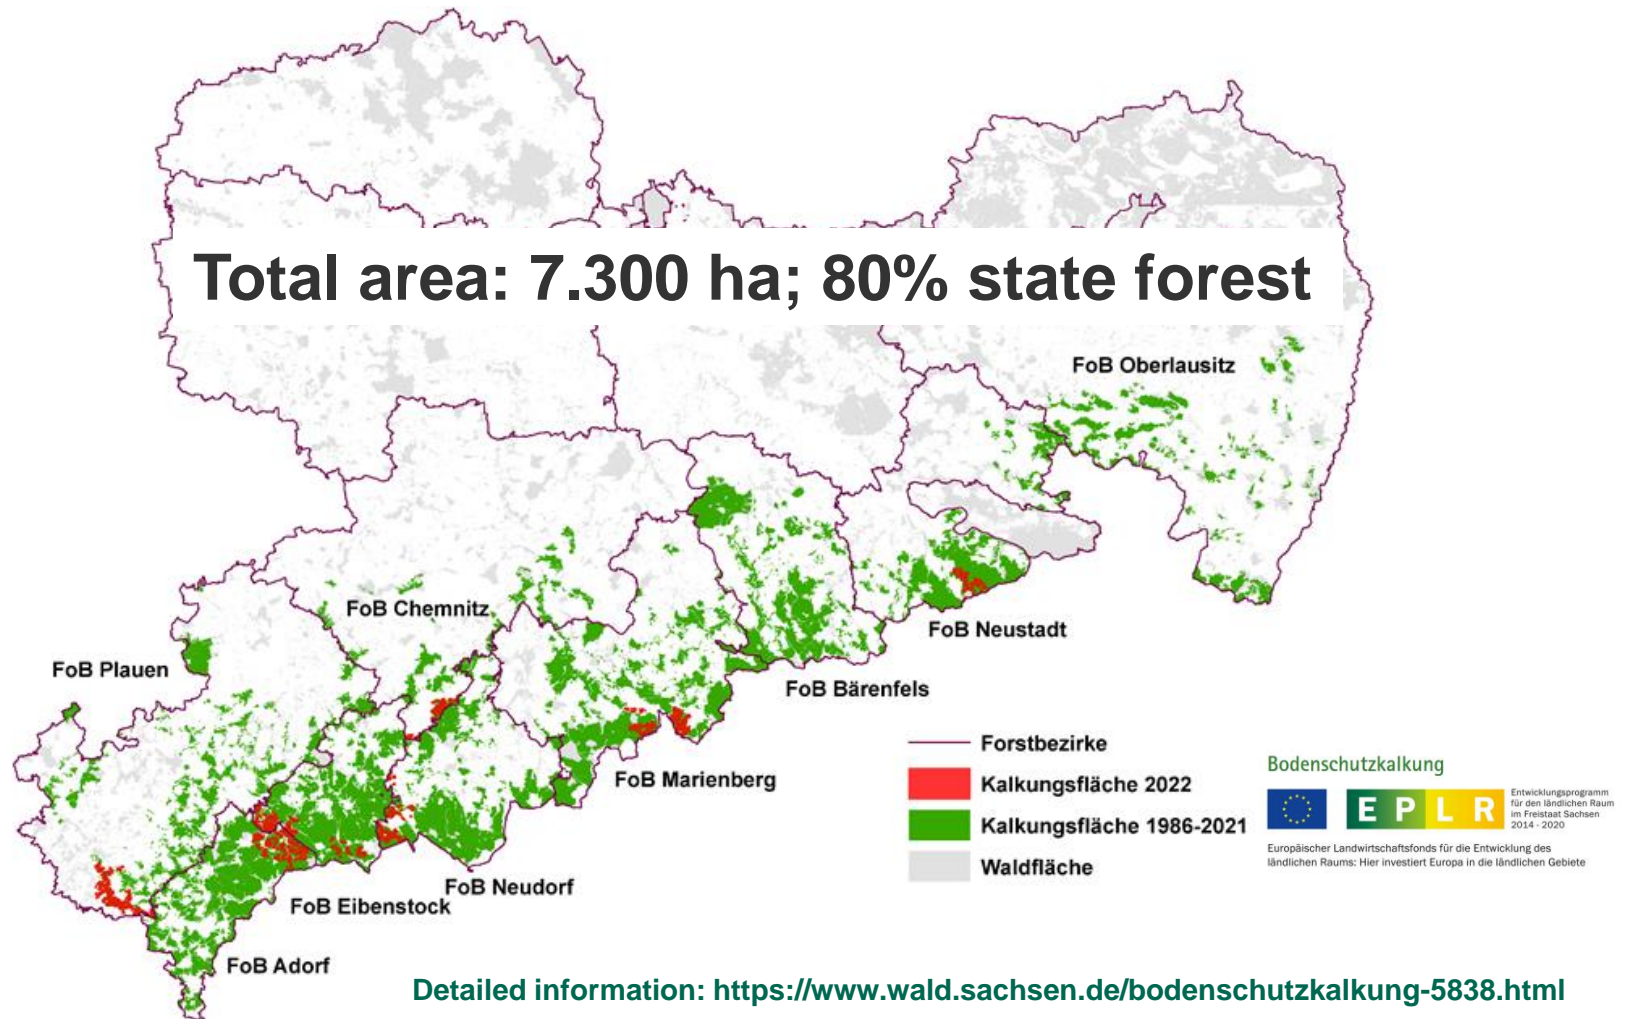 Total area: 7.300 ha; 80% state forest
FoB Oberlausitz
FoB Chemnitz
FoB Neustadt
FoB Plauen
FoB Bärenfels
FoB Marienberg
FoB Neudorf
FoB Eibenstock
FoB Adorf
Forstbezirke
Kalkungsfläche 2022
Kalkungsfläche 1986-2021
Waldfläche
Bodenschutzkalkung
EPLR
Entwicklungsprogramm
für den ländlichen Raum
im Freistaat Sachsen
2014 - 2020
Europäischer Landwirtschaftsfonds für die Entwicklung des
ländlichen Raums: Hier investiert Europa in die ländlichen Gebiete
Detailed information: https://www.wald.sachsen.de/bodenschutzkalkung-5838.html